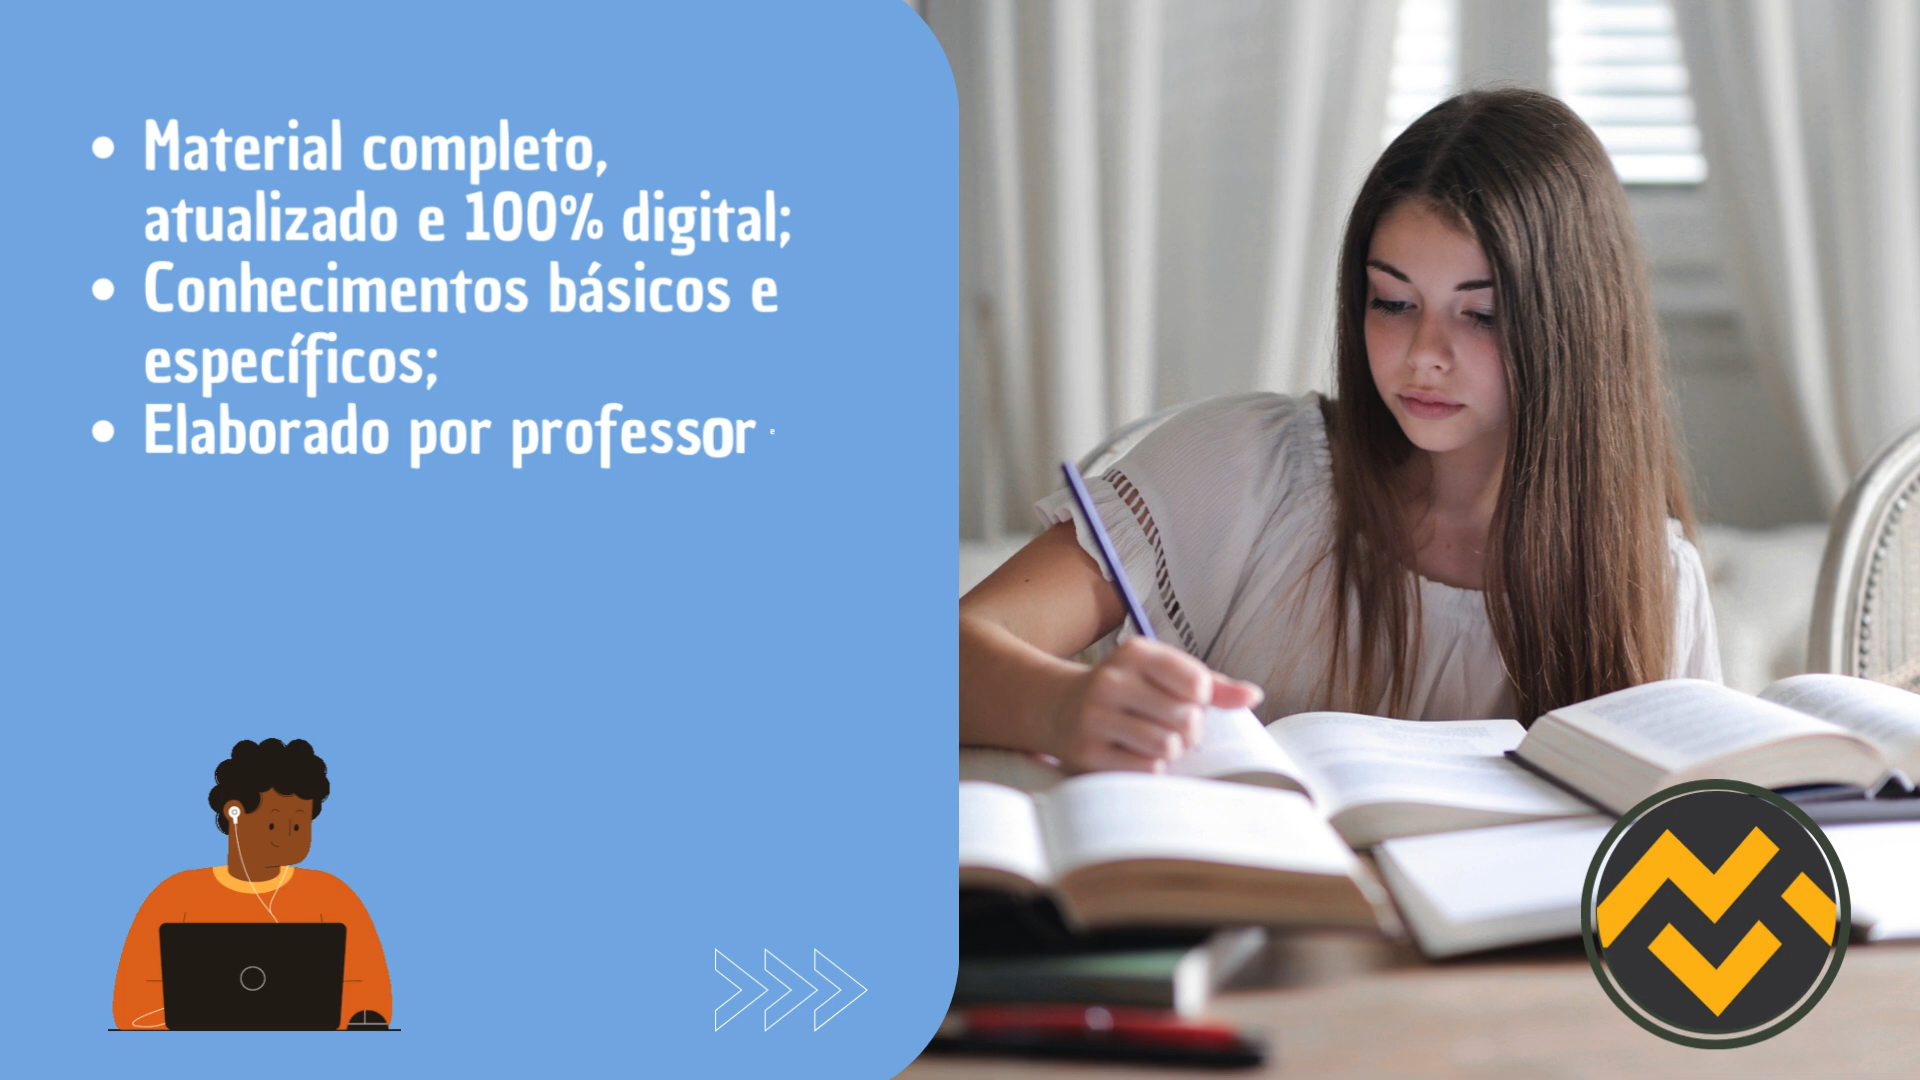 • Material completo,
atualizado e 100% digital;
• Conhecimentos básicos e
específicos;
• Elaborado por professor e